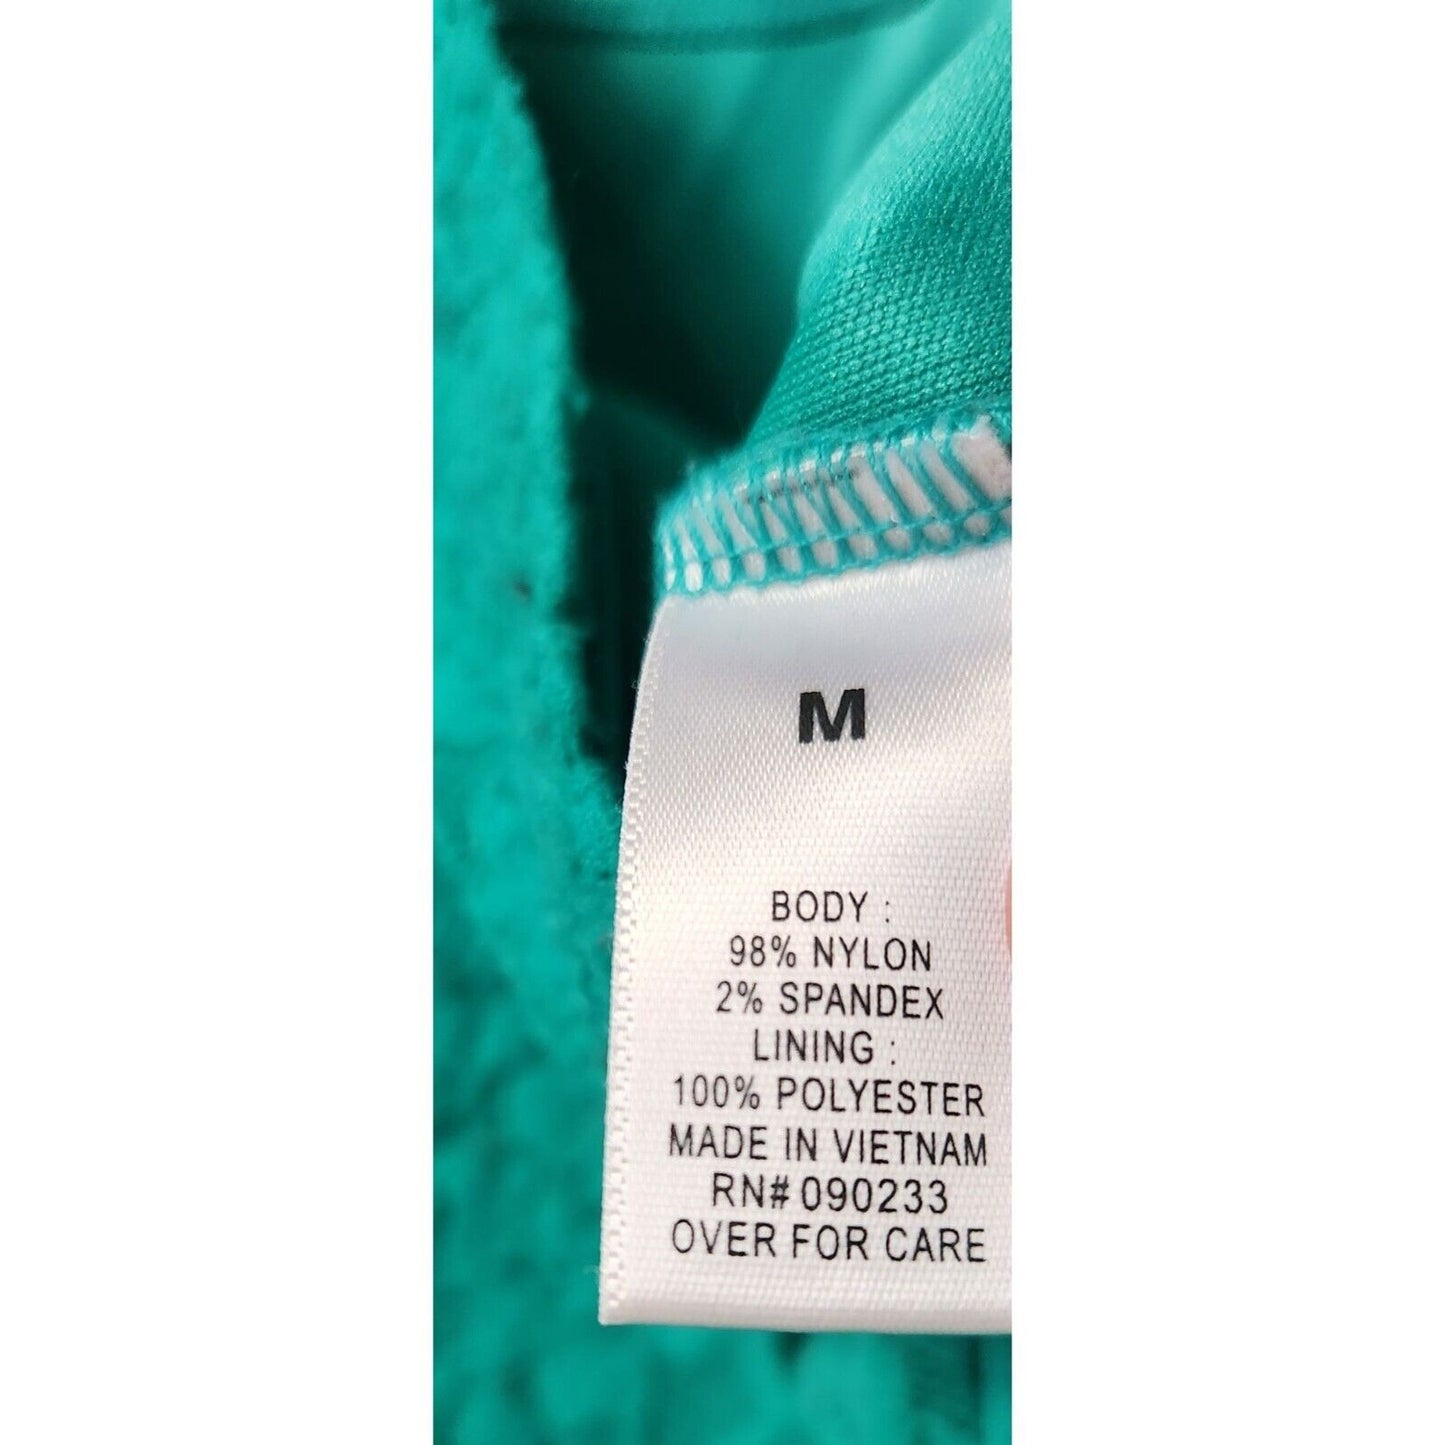 M
BODY :
98% NYLON
2% SPANDEX
LINING :
100% POLYESTER
MADE IN VIETNAM
RN# 090233
OVER FOR CARE